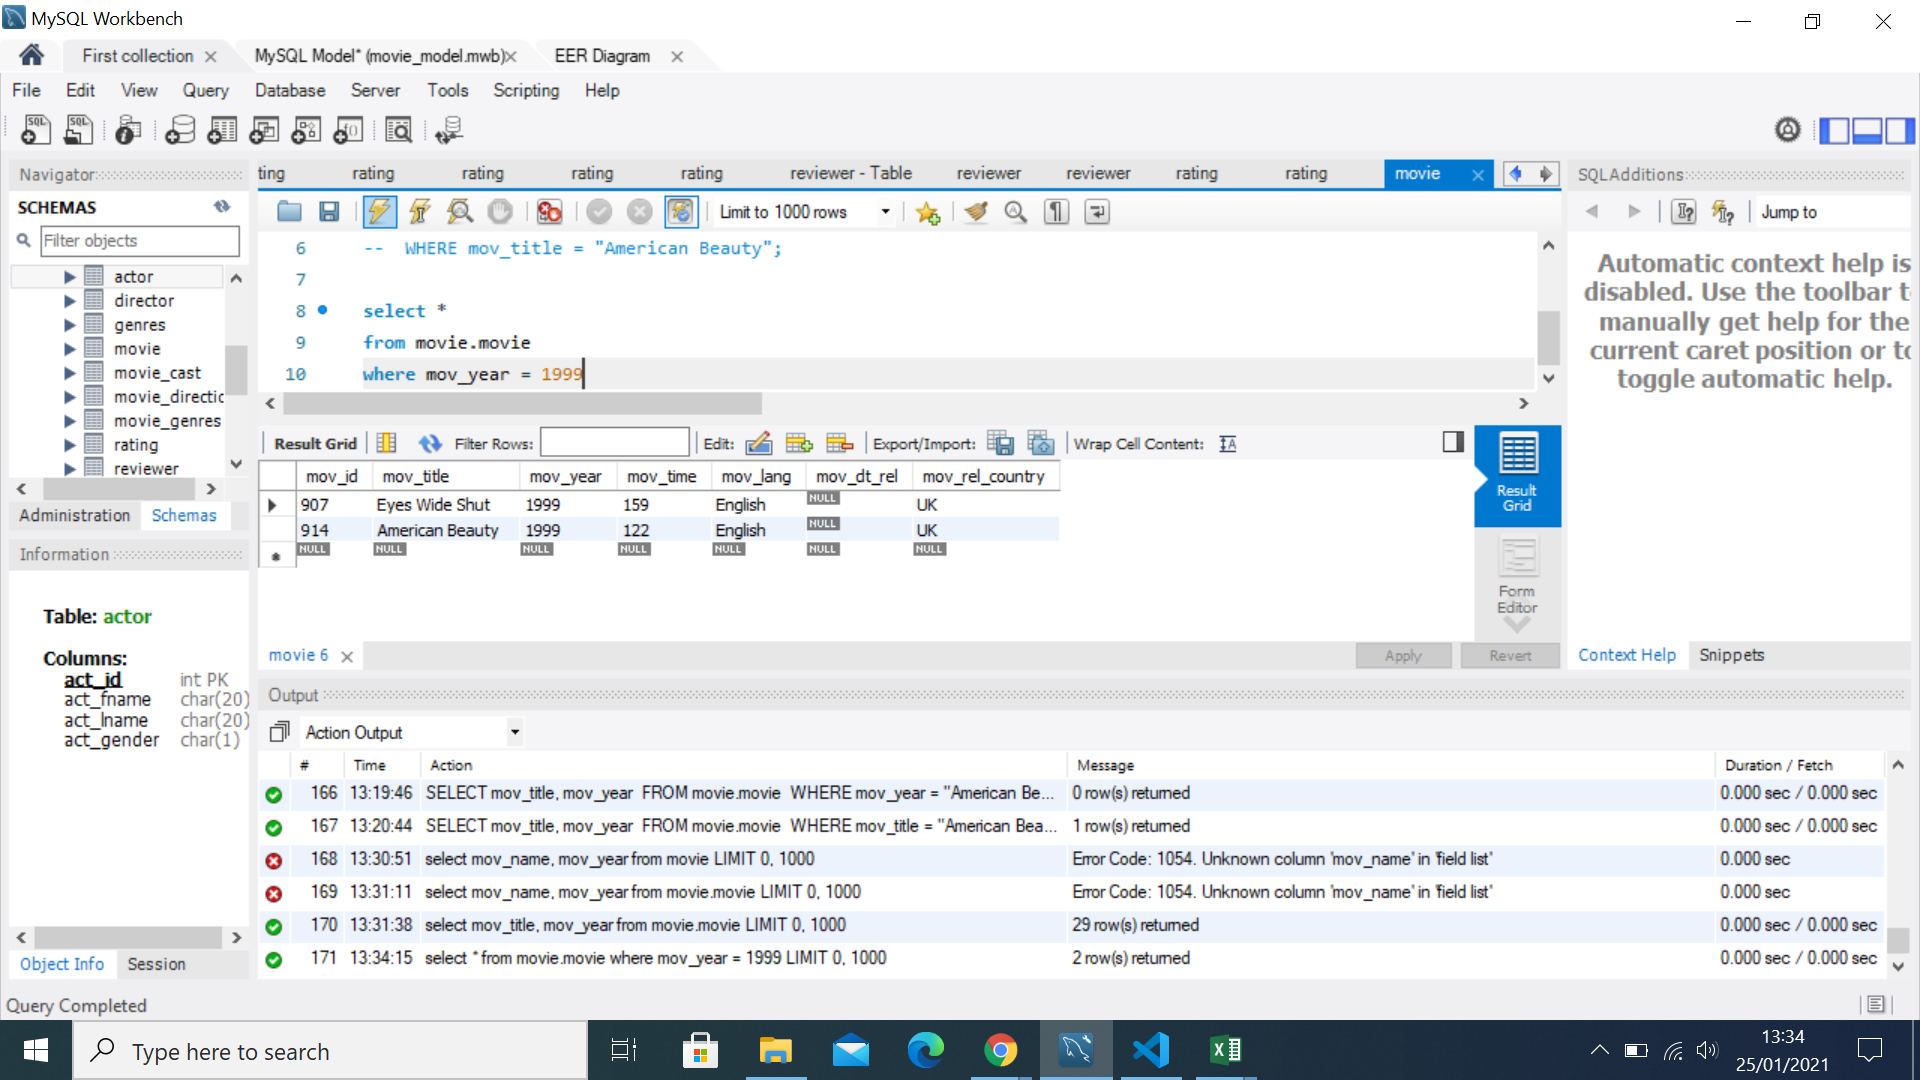 MySQL Workbench
First collection
MySQL Model* (movie_model.mwb)
EER Diagram
File Edit View Query Database Server Tools Scripting Help
Navigator
ting rating rating rating rating reviewer - Table reviewer reviewer rating rating movie
SQLAdditions
SCHEMAS
Limit to 1000 rows
Jump to
Filter objects
actor
director
genres
movie
movie_cast
movie_directic
movie_genres
rating
reviewer
Administration Schemas
6 -- WHERE mov_title = "American Beauty";
7
8 select *
9 from movie.movie
10 where mov_year = 1999
Automatic context help is
disabled. Use the toolbar t
manually get help for the
current caret position or to
toggle automatic help.
Result Grid Filter Rows: Edit: Export/Import: Wrap Cell Content:
mov_id mov_title mov_year mov_time mov_lang mov_dt_rel mov_rel_country
907 Eyes Wide Shut 1999 159 English NULL UK
914 American Beauty 1999 122 English NULL UK
NULL NULL NULL NULL NULL NULL NULL
Result
Grid
Form
Editor
movie 6
Apply Revert
Context Help Snippets
Information
Table: actor
Columns:
act_id int PK
act_fname char(20)
act_lname char(20)
act_gender char(1)
Object Info Session
Output
Action Output
# Time Action Message Duration / Fetch
166 13:19:46 SELECT mov_title, mov_year FROM movie.movie WHERE mov_year = "American Be... 0 row(s) returned 0.000 sec / 0.000 sec
167 13:20:44 SELECT mov_title, mov_year FROM movie.movie WHERE mov_title = "American Bea... 1 row(s) returned 0.000 sec / 0.000 sec
168 13:30:51 select mov_name, mov_year from movie LIMIT 0, 1000 Error Code: 1054. Unknown column 'mov_name' in 'field list' 0.000 sec
169 13:31:11 select mov_name, mov_year from movie.movie LIMIT 0, 1000 Error Code: 1054. Unknown column 'mov_name' in 'field list' 0.000 sec
170 13:31:38 select mov_title, mov_year from movie.movie LIMIT 0, 1000 29 row(s) returned 0.000 sec / 0.000 sec
171 13:34:15 select * from movie.movie where mov_year = 1999 LIMIT 0, 1000 2 row(s) returned 0.000 sec / 0.000 sec
Query Completed
Type here to search
13:34
25/01/2021